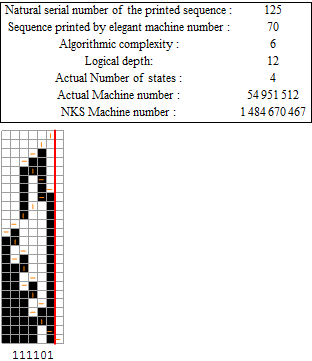 Natural serial number of the printed sequence : 125
Sequence printed by elegant machine number : 70
Algorithmic complexity : 6
Logical depth: 12
Actual Number of states : 4
Actual Machine number : 54 951 512
NKS Machine number : 1 484 670 467
111101